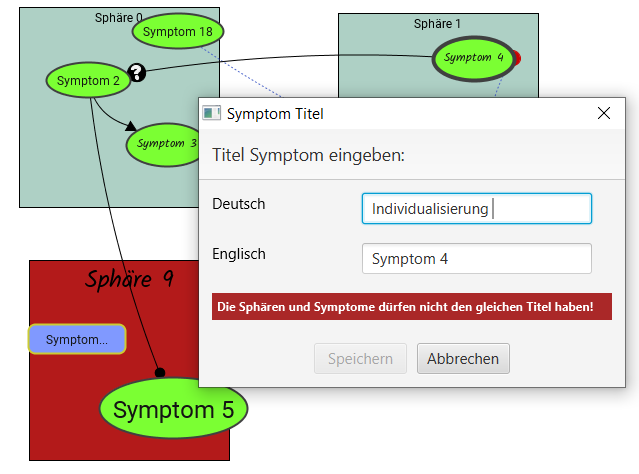 Sphäre 0
Symptom 18
Sphäre 1
Symptom 4
Symptom 2
?
Symptom 3
Symptom Titel
Titel Symptom eingeben:
Deutsch
Individualisierung
Englisch
Symptom 4
Die Sphären und Symptome dürfen nicht den gleichen Titel haben!
Speichern
Abbrechen
Sphäre 9
Symptom...
Symptom 5